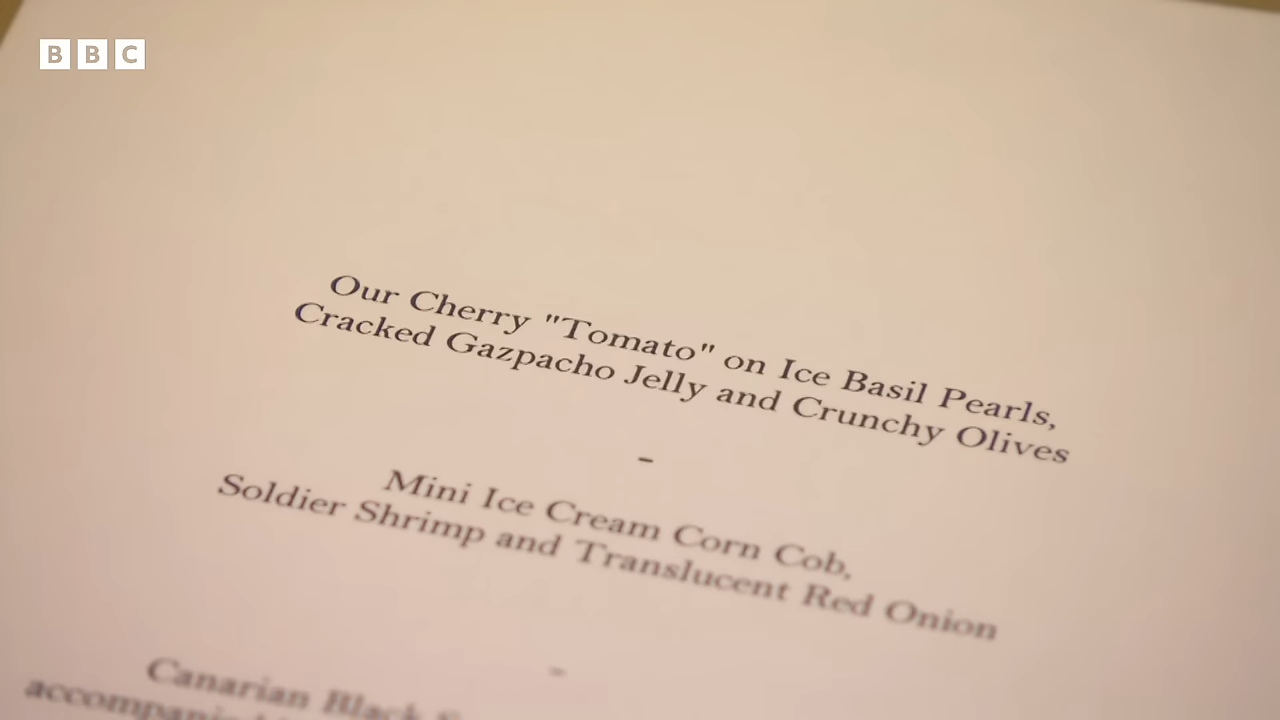 BBC
Our Cherry "Tomato" on Ice Basil Pearls,
Cracked Gazpacho Jelly and Crunchy Olives
-
Mini Ice Cream Corn Cob,
Soldier Shrimp and Translucent Red Onion
-
Canarian Black